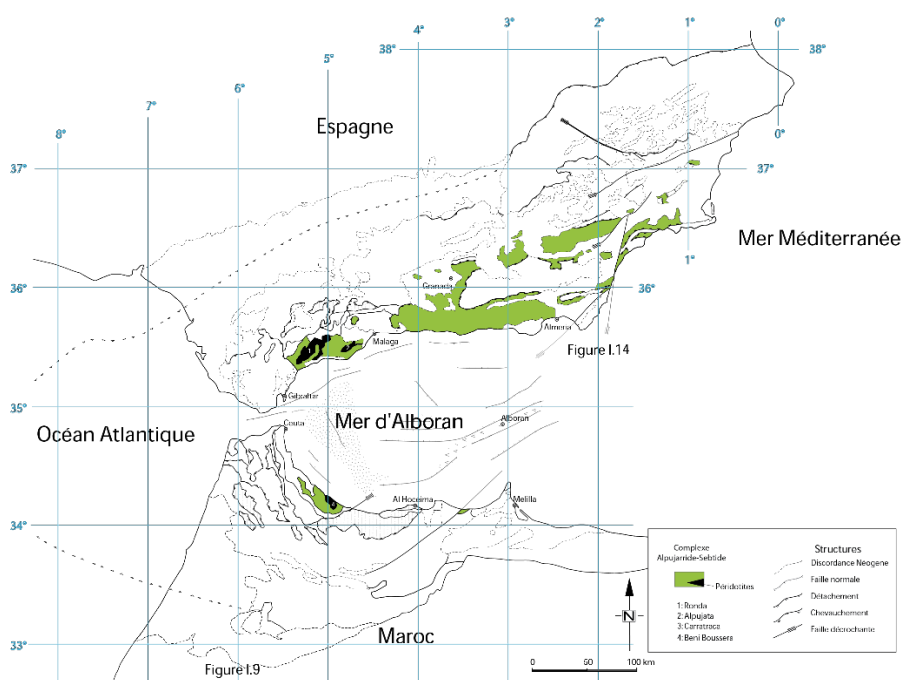 3°
2°
1°
4°
38°
38°
5°
6°
7°
8°
Espagne
0°
37°
37°
Mer Méditerranée
1°
Granada
36°
36°
Almeria
Malaga
Figure I.14
Gibraltar
35°
Mer d'Alboran
Alboran
Océan Atlantique
Ceuta
Al Hoceima
Melilla
34°
Complexe
Alpujarride-Sebtide
Péridotites
1: Ronda
2: Alpujata
3: Carratraca
4: Beni Boussera
Structures
Discordance Neogene
Faille normale
Détachement
Chevauchement
Faille décrochante
N
Maroc
33°
Figure I.9
0 50 100 km